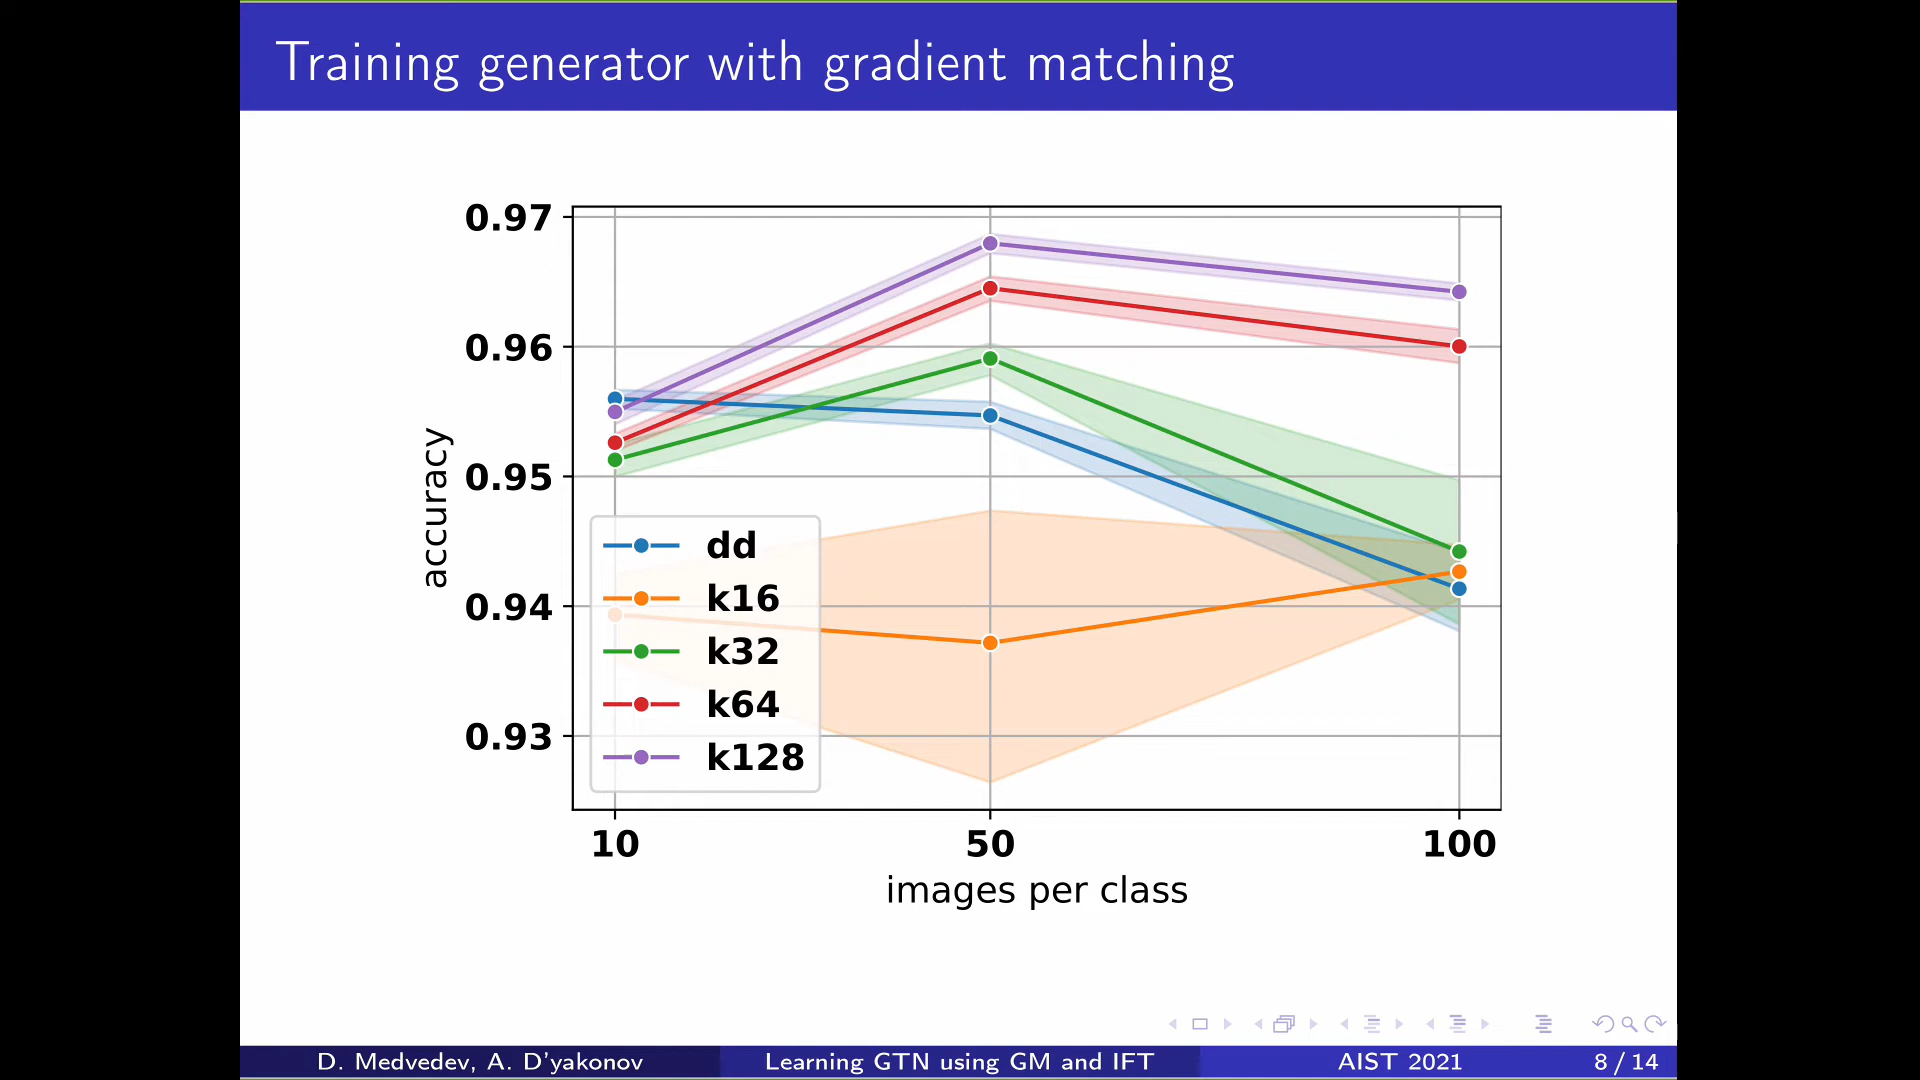 Training generator with gradient matching
0.97
0.96
0.95
0.94
0.93
accuracy
dd
k16
k32
k64
k128
10 50 100
images per class
D. Medvedev, A. D'yakonov Learning GTN using GM and IFT AIST 2021 8 / 14